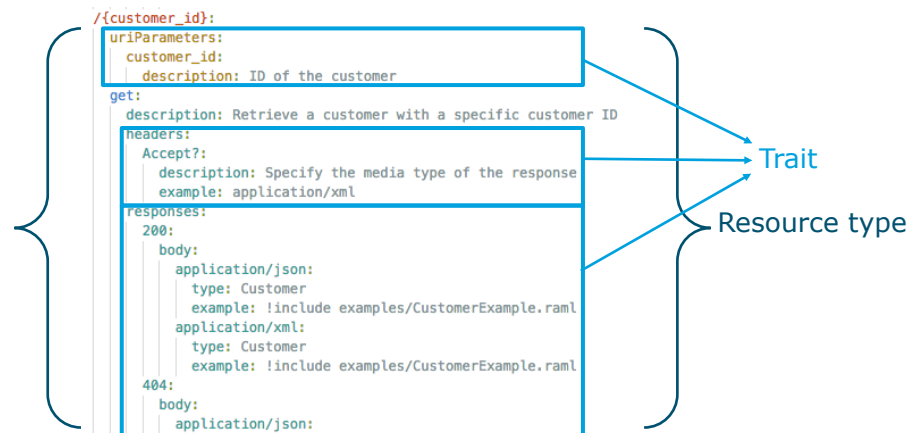 /{customer_id}:
uriParameters:
customer_id:
description: ID of the customer
get:
description: Retrieve a customer with a specific customer ID
headers:
Accept?:
description: Specify the media type of the response
example: application/xml
responses:
200:
body:
application/json:
type: Customer
example: !include examples/CustomerExample.raml
application/xml:
type: Customer
example: !include examples/CustomerExample.raml
404:
body:
application/json:
Trait
Resource type